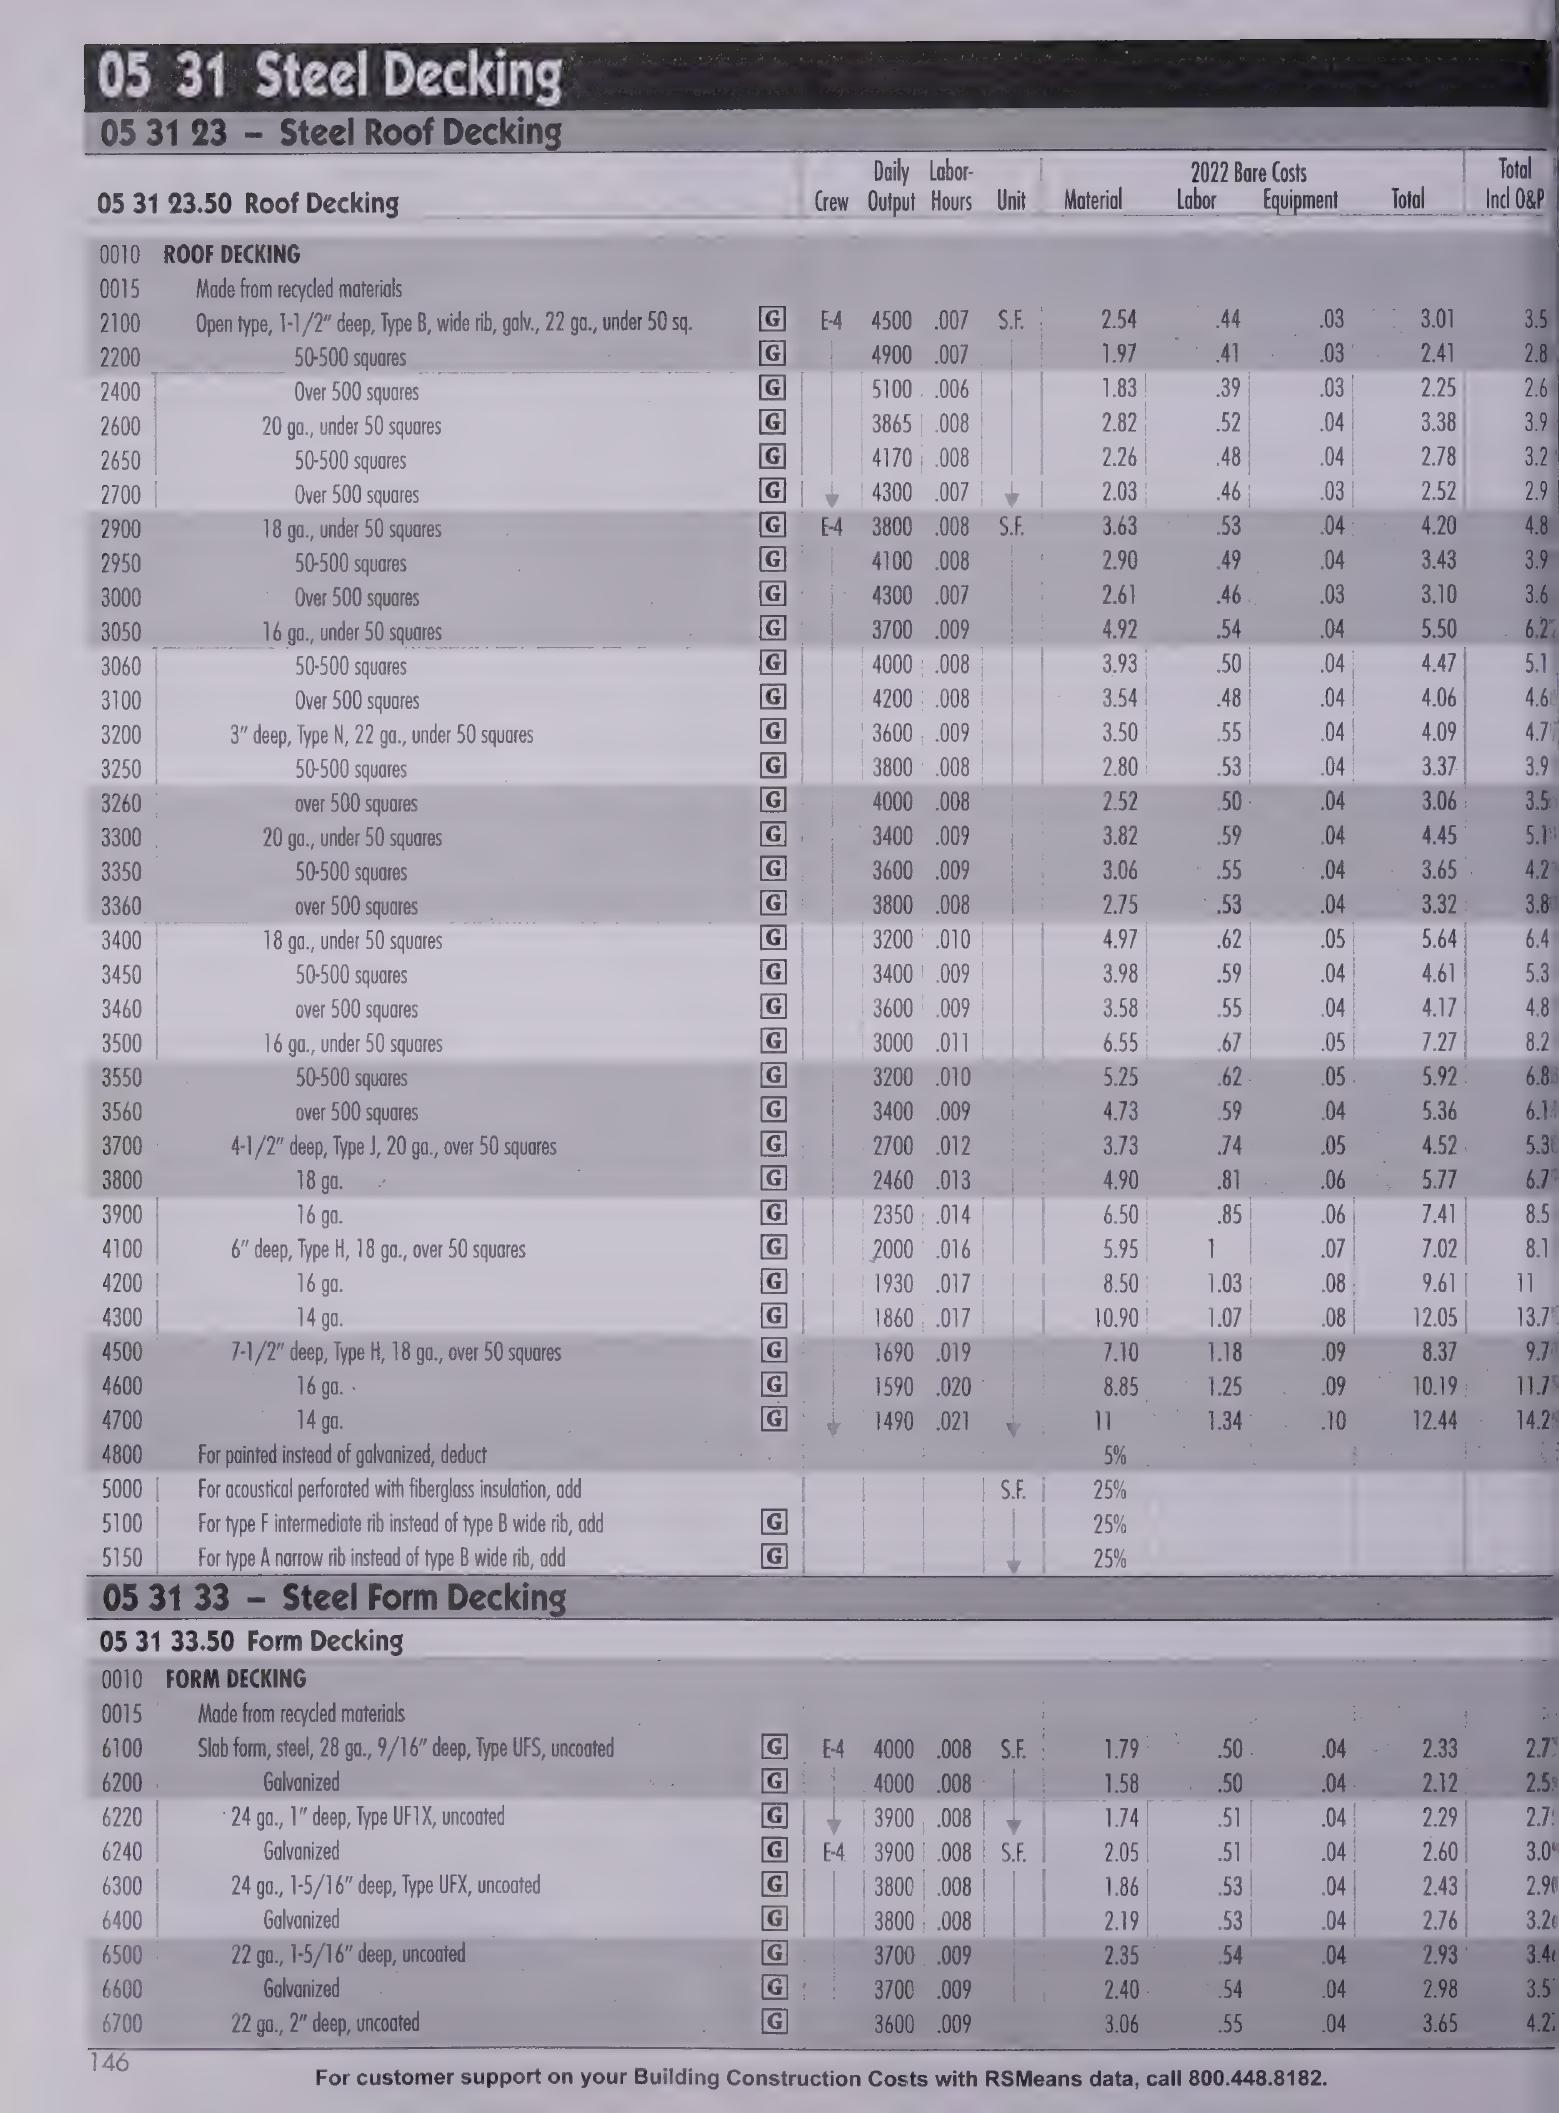 05 31 Steel Decking
05 31 23 – Steel Roof Decking
05 31 23.50 Roof Decking Crew Daily Output Labor-Hours Unit Material 2022 Bare Costs Labor Equipment Total Total Incl O&P
0010 ROOF DECKING
0015 Made from recycled materials
2100 Open type, 1-1/2" deep, Type B, wide rib, galv., 22 ga., under 50 sq. G E-4 4500 .007 S.F. 2.54 .44 .03 3.01 3.5
2200 50-500 squares G 4900 .007 1.97 .41 .03 2.41 2.8
2400 Over 500 squares G 5100 .006 1.83 .39 .03 2.25 2.6
2600 20 ga., under 50 squares G 3865 .008 2.82 .52 .04 3.38 3.9
2650 50-500 squares G 4170 .008 2.26 .48 .04 2.78 3.2
2700 Over 500 squares G 4300 .007 2.03 .46 .03 2.52 2.9
2900 18 ga., under 50 squares G E-4 3800 .008 S.F. 3.63 .53 .04 4.20 4.8
2950 50-500 squares G 4100 .008 2.90 .49 .04 3.43 3.9
3000 Over 500 squares G 4300 .007 2.61 .46 .03 3.10 3.6
3050 16 ga., under 50 squares G 3700 .009 4.92 .54 .04 5.50 6.2
3060 50-500 squares G 4000 .008 3.93 .50 .04 4.47 5.1
3100 Over 500 squares G 4200 .008 3.54 .48 .04 4.06 4.6
3200 3" deep, Type N, 22 ga., under 50 squares G 3600 .009 3.50 .55 .04 4.09 4.7
3250 50-500 squares G 3800 .008 2.80 .53 .04 3.37 3.9
3260 over 500 squares G 4000 .008 2.52 .50 .04 3.06 3.5
3300 20 ga., under 50 squares G 3400 .009 3.82 .59 .04 4.45 5.1
3350 50-500 squares G 3600 .009 3.06 .55 .04 3.65 4.2
3360 over 500 squares G 3800 .008 2.75 .53 .04 3.32 3.8
3400 18 ga., under 50 squares G 3200 .010 4.97 .62 .05 5.64 6.4
3450 50-500 squares G 3400 .009 3.98 .59 .04 4.61 5.3
3460 over 500 squares G 3600 .009 3.58 .55 .04 4.17 4.8
3500 16 ga., under 50 squares G 3000 .011 6.55 .67 .05 7.27 8.2
3550 50-500 squares G 3200 .010 5.25 .62 .05 5.92 6.8
3560 over 500 squares G 3400 .009 4.73 .59 .04 5.36 6.1
3700 4-1/2" deep, Type J, 20 ga., over 50 squares G 2700 .012 3.73 .74 .05 4.52 5.3
3800 18 ga. G 2460 .013 4.90 .81 .06 5.77 6.7
3900 16 ga. G 2350 .014 6.50 .85 .06 7.41 8.5
4100 6" deep, Type H, 18 ga., over 50 squares G 2000 .016 5.95 1 .07 7.02 8.1
4200 16 ga. G 1930 .017 8.50 1.03 .08 9.61 11
4300 14 ga. G 1860 .017 10.90 1.07 .08 12.05 13.7
4500 7-1/2" deep, Type H, 18 ga., over 50 squares G 1690 .019 7.10 1.18 .09 8.37 9.7
4600 16 ga. G 1590 .020 8.85 1.25 .09 10.19 11.7
4700 14 ga. G 1490 .021 11 1.34 .10 12.44 14.2
4800 For painted instead of galvanized, deduct 5%
5000 For acoustical perforated with fiberglass insulation, add S.F. 25%
5100 For type F intermediate rib instead of type B wide rib, add G 25%
5150 For type A narrow rib instead of type B wide rib, add G 25%
05 31 33 – Steel Form Decking
05 31 33.50 Form Decking
0010 FORM DECKING
0015 Made from recycled materials
6100 Slab form, steel, 28 ga., 9/16" deep, Type UFS, uncoated G E-4 4000 .008 S.F. 1.79 .50 .04 2.33 2.7
6200 Galvanized G 4000 .008 1.58 .50 .04 2.12 2.5
6220 24 ga., 1" deep, Type UF1X, uncoated G 3900 .008 1.74 .51 .04 2.29 2.7
6240 Galvanized G E-4 3900 .008 S.F. 2.05 .51 .04 2.60 3.0
6300 24 ga., 1-5/16" deep, Type UFX, uncoated G 3800 .008 1.86 .53 .04 2.43 2.9
6400 Galvanized G 3800 .008 2.19 .53 .04 2.76 3.2
6500 22 ga., 1-5/16" deep, uncoated G 3700 .009 2.35 .54 .04 2.93 3.4
6600 Galvanized G 3700 .009 2.40 .54 .04 2.98 3.5
6700 22 ga., 2" deep, uncoated G 3600 .009 3.06 .55 .04 3.65 4.2
146
For customer support on your Building Construction Costs with RSMeans data, call 800.448.8182.